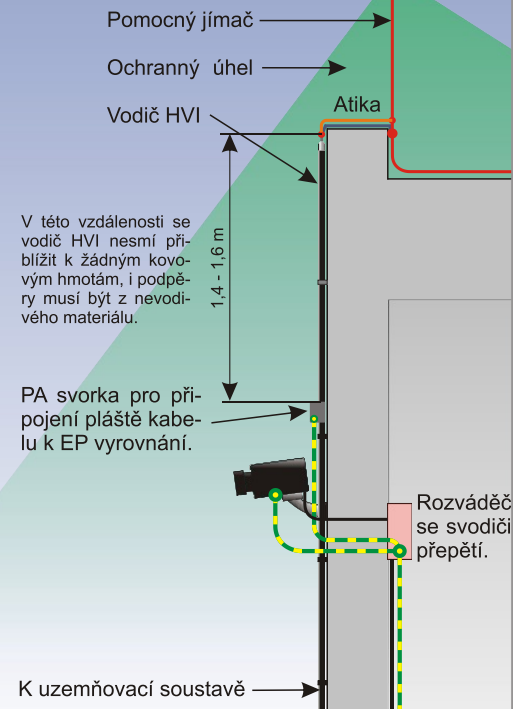 Pomocný jímač
Ochranný úhel
Atika
Vodič HVI
V této vzdálenosti se
vodič HVI nesmí při-
blížit k žádným kovo-
vým hmotám, i podpě-
ry musí být z nevodi-
vého materiálu.
1,4 - 1,6 m
PA svorka pro při-
pojení pláště kabe-
lu k EP vyrovnání.
Rozváděč
se svodiči
přepětí.
K uzemňovací soustavě